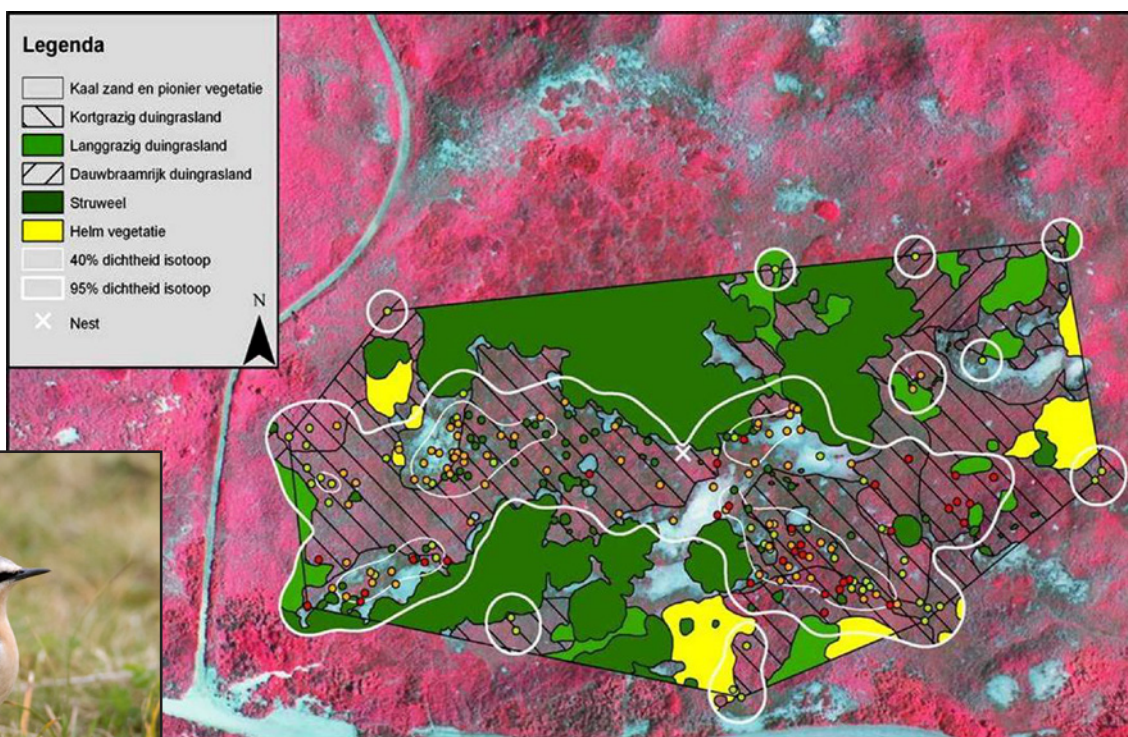 Legenda
Kaal zand en pionier vegetatie
Kortgrazig duingrasland
Langgrazig duingrasland
Dauwbraamrijk duingrasland
Struweel
Helm vegetatie
40% dichtheid isotoop
95% dichtheid isotoop
Nest
N